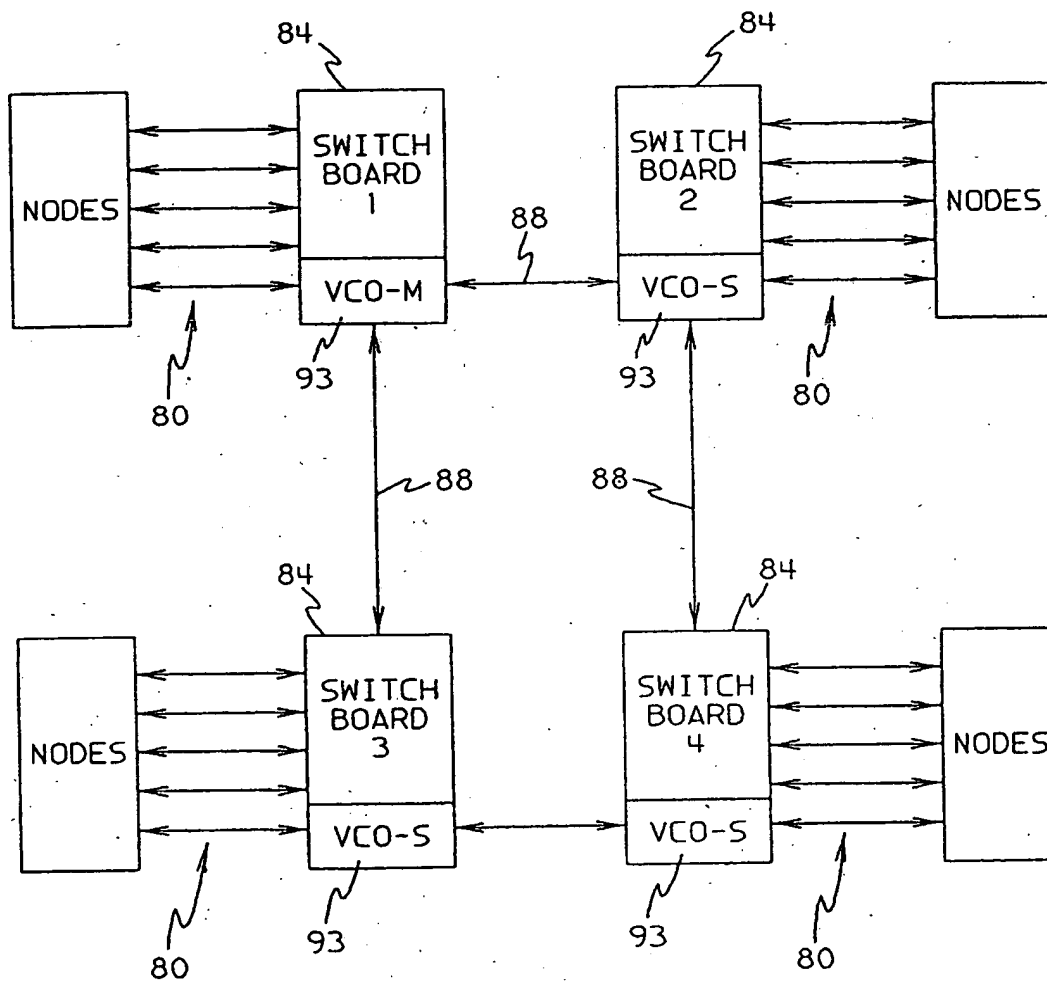 84
84
NODES
SWITCH
BOARD
1
VCO-M
88
SWITCH
BOARD
2
VCO-S
NODES
80
93
93
80
88
88
84
84
NODES
SWITCH
BOARD
3
VCO-S
SWITCH
BOARD
4
VCO-S
NODES
80
93
93
80